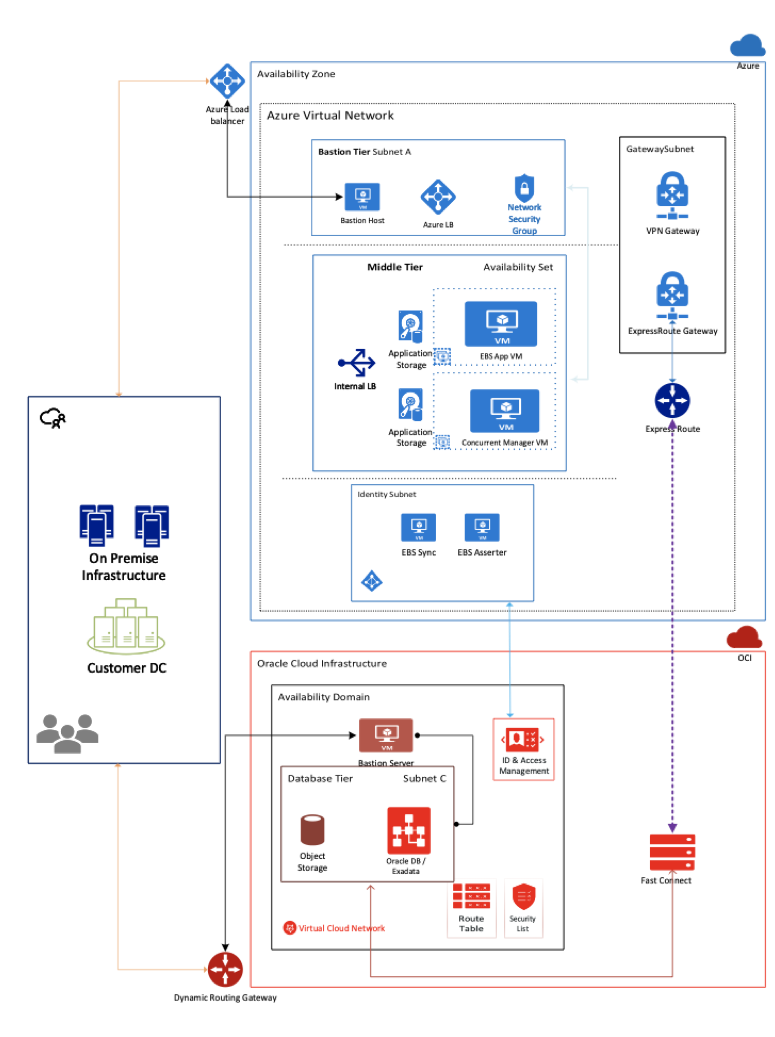 Azure
Availability Zone
Azure Load
balancer
Azure Virtual Network
Bastion Tier Subnet A
VM
Bastion Host
Azure LB
Network
Security
Group
GatewaySubnet
VPN Gateway
ExpressRoute Gateway
Middle Tier
Availability Set
Application
Storage
VM
EBS App VM
Internal LB
Application
Storage
VM
Concurrent Manager VM
Express Route
Identity Subnet
VM
EBS Sync
VM
EBS Asserter
On Premise
Infrastructure
Customer DC
OCI
Oracle Cloud Infrastructure
Availability Domain
VM
Bastion Server
ID & Access
Management
Database Tier
Subnet C
Object
Storage
Oracle DB /
Exadata
Fast Connect
Route
Table
Security
List
Virtual Cloud Network
Dynamic Routing Gateway